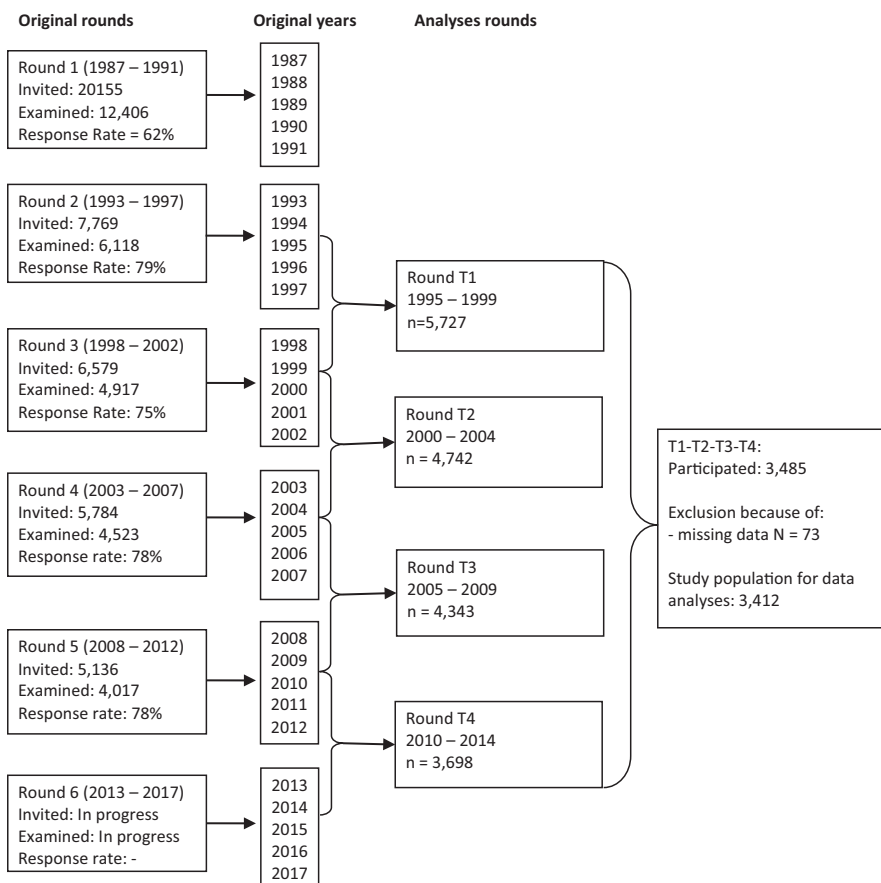 Original rounds
Original years
Analyses rounds
Round 1 (1987 – 1991)
Invited: 20155
Examined: 12,406
Response Rate = 62%
1987
1988
1989
1990
1991
Round 2 (1993 – 1997)
Invited: 7,769
Examined: 6,118
Response Rate: 79%
1993
1994
1995
1996
1997
Round 3 (1998 – 2002)
Invited: 6,579
Examined: 4,917
Response Rate: 75%
1998
1999
2000
2001
2002
Round 4 (2003 – 2007)
Invited: 5,784
Examined: 4,523
Response rate: 78%
2003
2004
2005
2006
2007
Round 5 (2008 – 2012)
Invited: 5,136
Examined: 4,017
Response rate: 78%
2008
2009
2010
2011
2012
Round 6 (2013 – 2017)
Invited: In progress
Examined: In progress
Response rate: -
2013
2014
2015
2016
2017
Round T1
1995 – 1999
n=5,727
Round T2
2000 – 2004
n = 4,742
Round T3
2005 – 2009
n = 4,343
Round T4
2010 – 2014
n = 3,698
T1-T2-T3-T4:
Participated: 3,485
Exclusion because of:
- missing data N = 73
Study population for data
analyses: 3,412